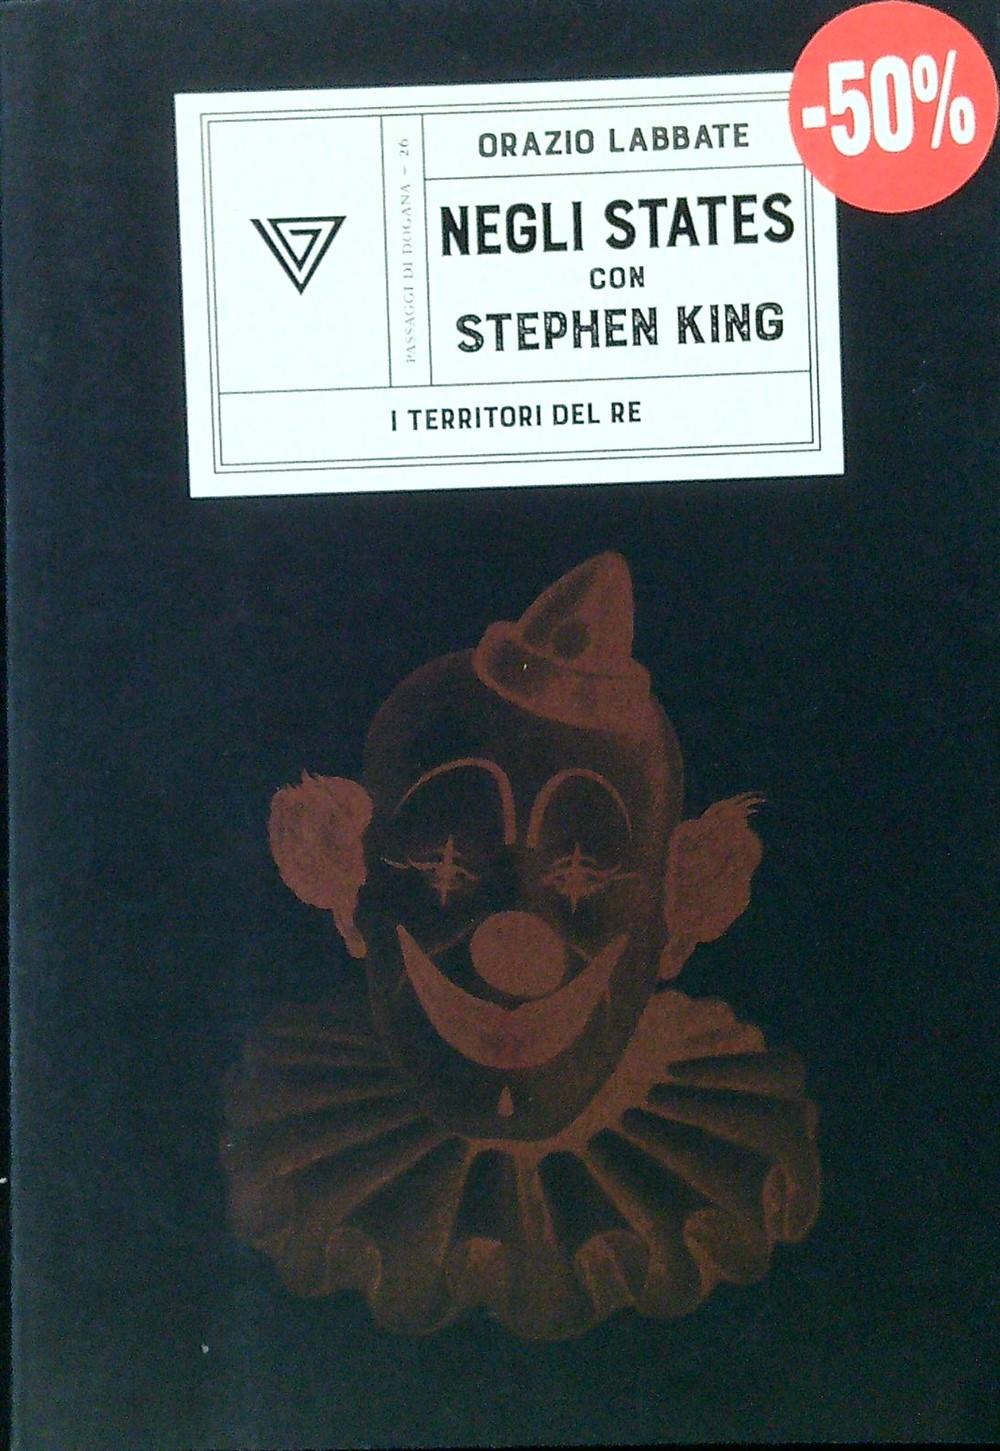 -50%
ORAZIO LABBATE
NEGLI STATES
CON
STEPHEN KING
PASSAGGI DI DOGANA – 26
I TERRITORI DEL RE